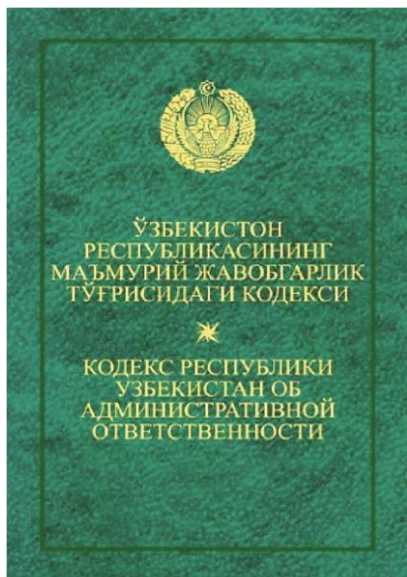 ЎЗБЕКИСТОН
РЕСПУБЛИКАСИНИНГ
МАЪМУРИЙ ЖАВОБГАРЛИК
ТЎҒРИСИДАГИ КОДЕКСИ
КОДЕКС РЕСПУБЛИКИ
УЗБЕКИСТАН ОБ
АДМИНИСТРАТИВНОЙ
ОТВЕТСТВЕННОСТИ